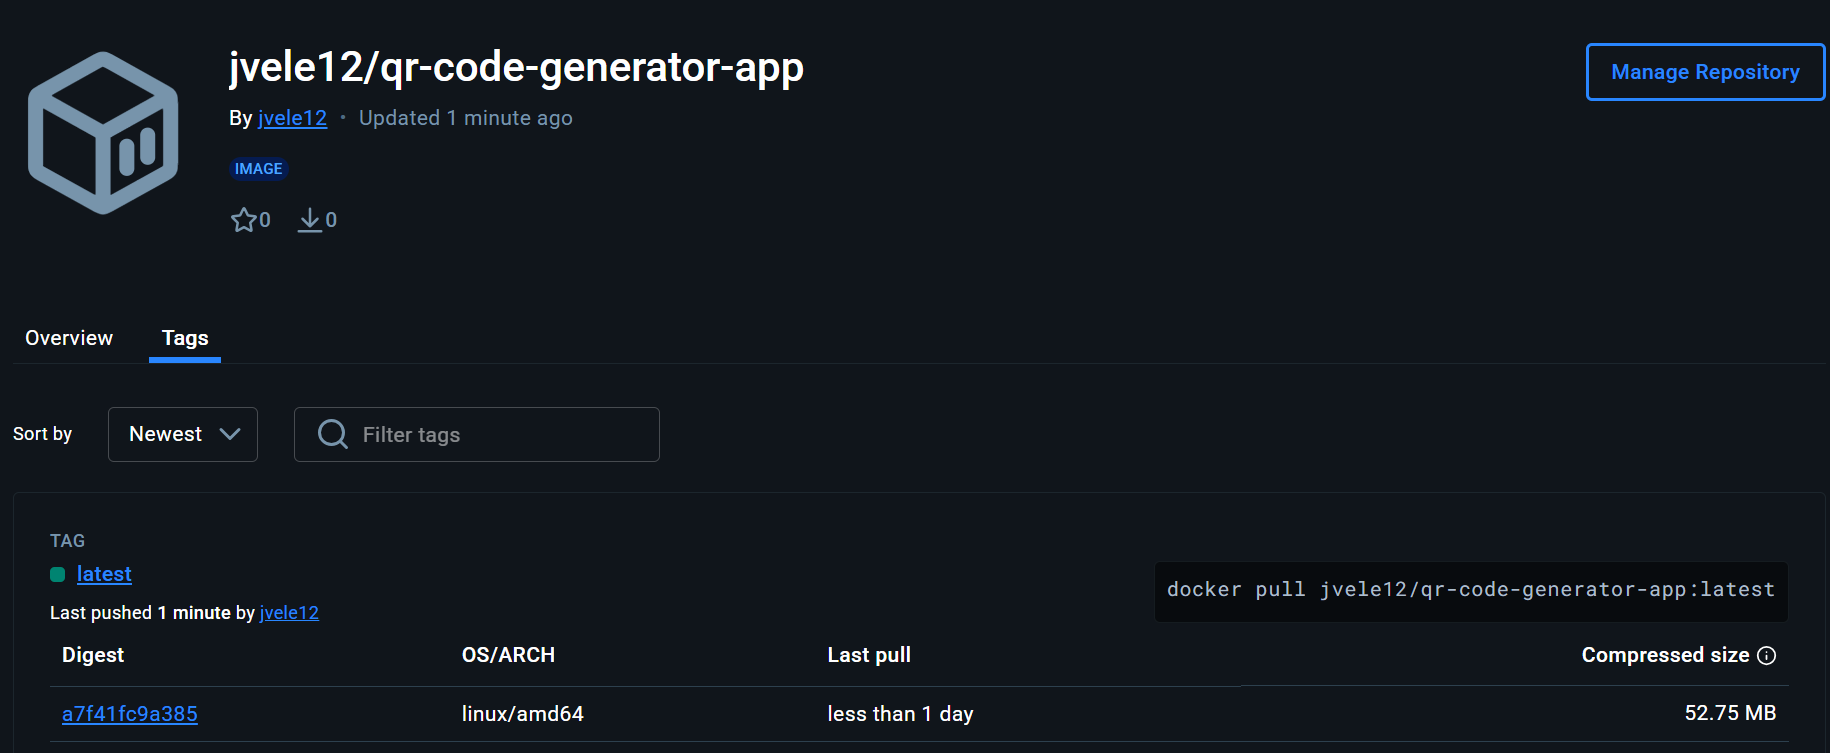 jvele12/qr-code-generator-app
Manage Repository
By jvele12 • Updated 1 minute ago
IMAGE
0 0
Overview Tags
Sort by Newest Filter tags
TAG
latest
docker pull jvele12/qr-code-generator-app:latest
Last pushed 1 minute by jvele12
Digest OS/ARCH Last pull Compressed size
a7f41fc9a385 linux/amd64 less than 1 day 52.75 MB